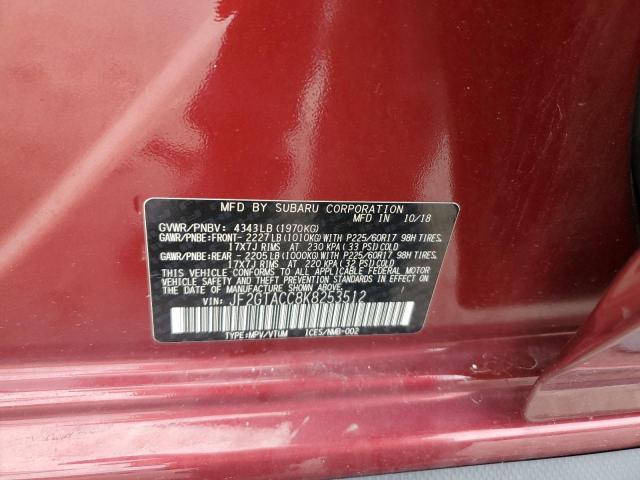 MFD BY SUBARU CORPORATION
MFD IN 10/18
GVWR/PNBV: 4343LB (1970KG)
GAWR/PNBE:FRONT- 2227LB (1010KG) WITH P225/60R17 98H TIRES,
17X7J RIMS AT 230 KPA (33 PSI) COLD
GAWR/PNBE:REAR - 2205LB (1000KG) WITH P225/60R17 98H TIRES,
17X7J RIMS AT 220 KPA (32 PSI) COLD
THIS VEHICLE CONFORMS TO ALL APPLICABLE FEDERAL MOTOR
VEHICLE SAFETY AND BUMPER STANDARDS IN EFFECT ON THE DATE
OF MANUFACTURE SHOWN ABOVE.
VIN: JF2GTACC8K8253512
TYPE:MPV/VTUM ICES/NMB-002